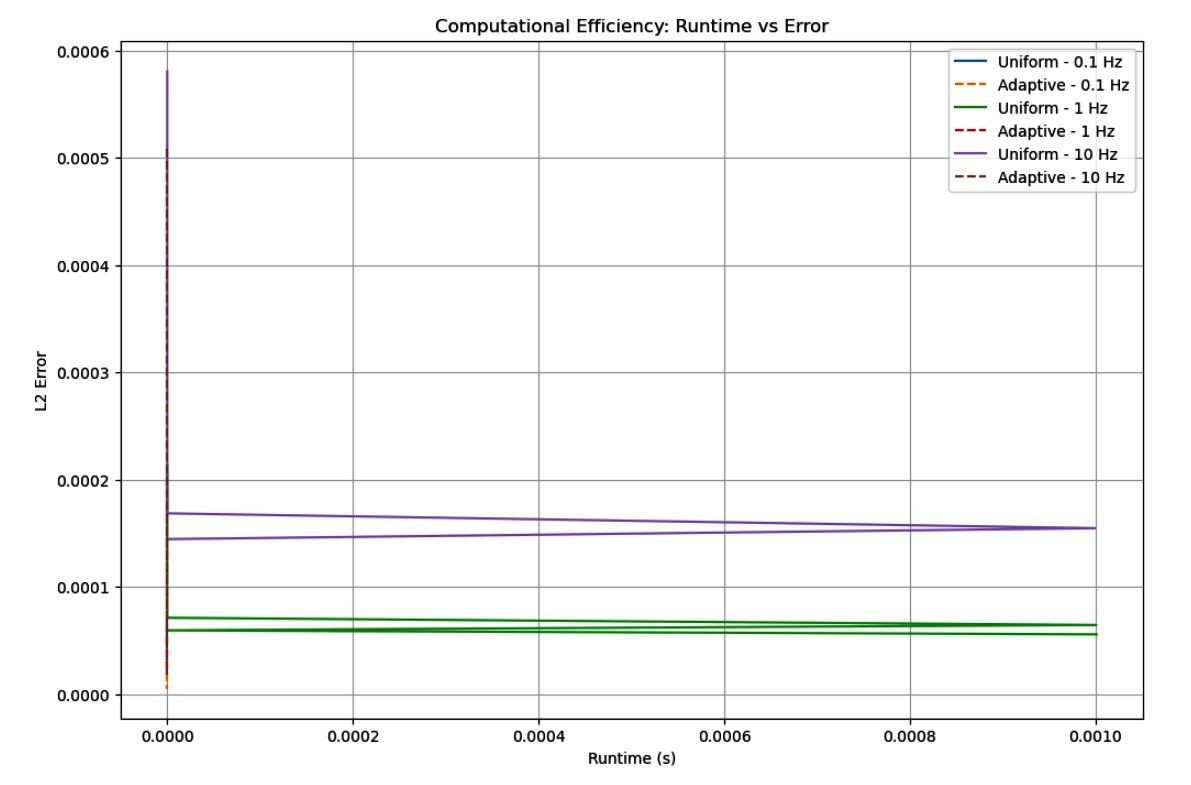 Computational Efficiency: Runtime vs Error
Uniform - 0.1 Hz
Adaptive - 0.1 Hz
Uniform - 1 Hz
Adaptive - 1 Hz
Uniform - 10 Hz
Adaptive - 10 Hz
L2 Error
0.0006
0.0005
0.0004
0.0003
0.0002
0.0001
0.0000
0.0000 0.0002 0.0004 0.0006 0.0008 0.0010
Runtime (s)